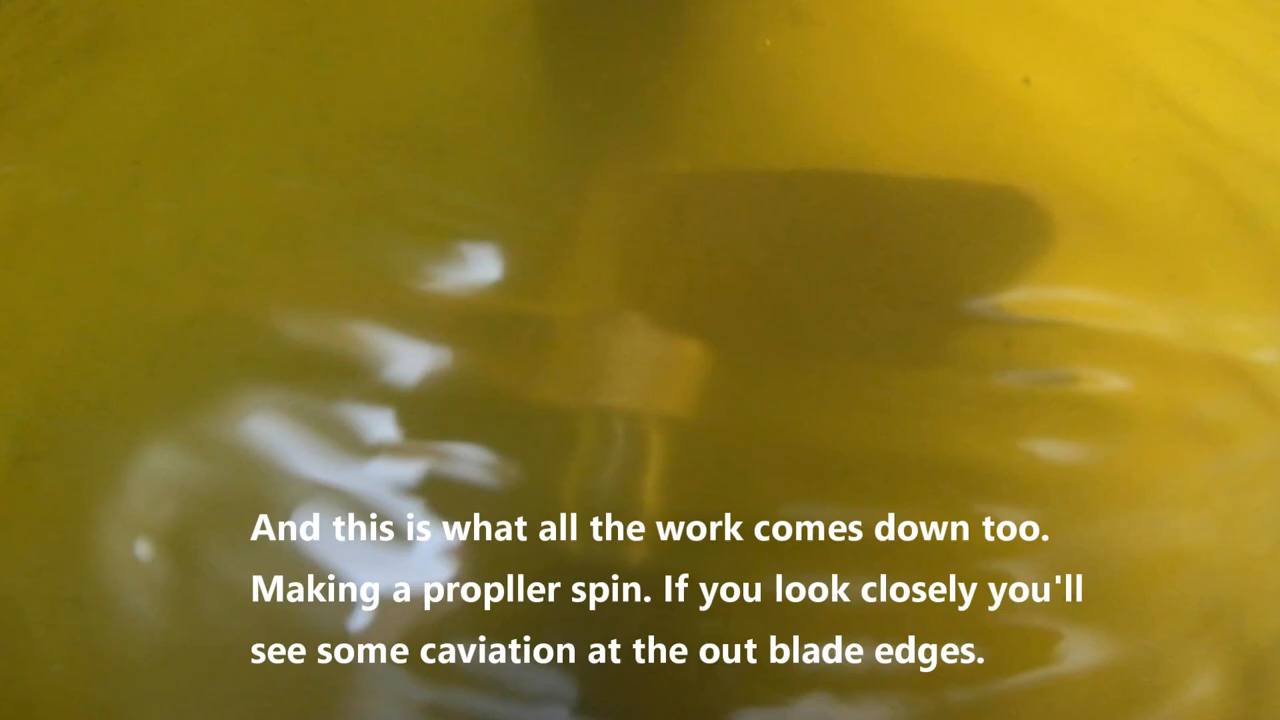 And this is what all the work comes down too.
Making a propller spin. If you look closely you'll
see some caviation at the out blade edges.